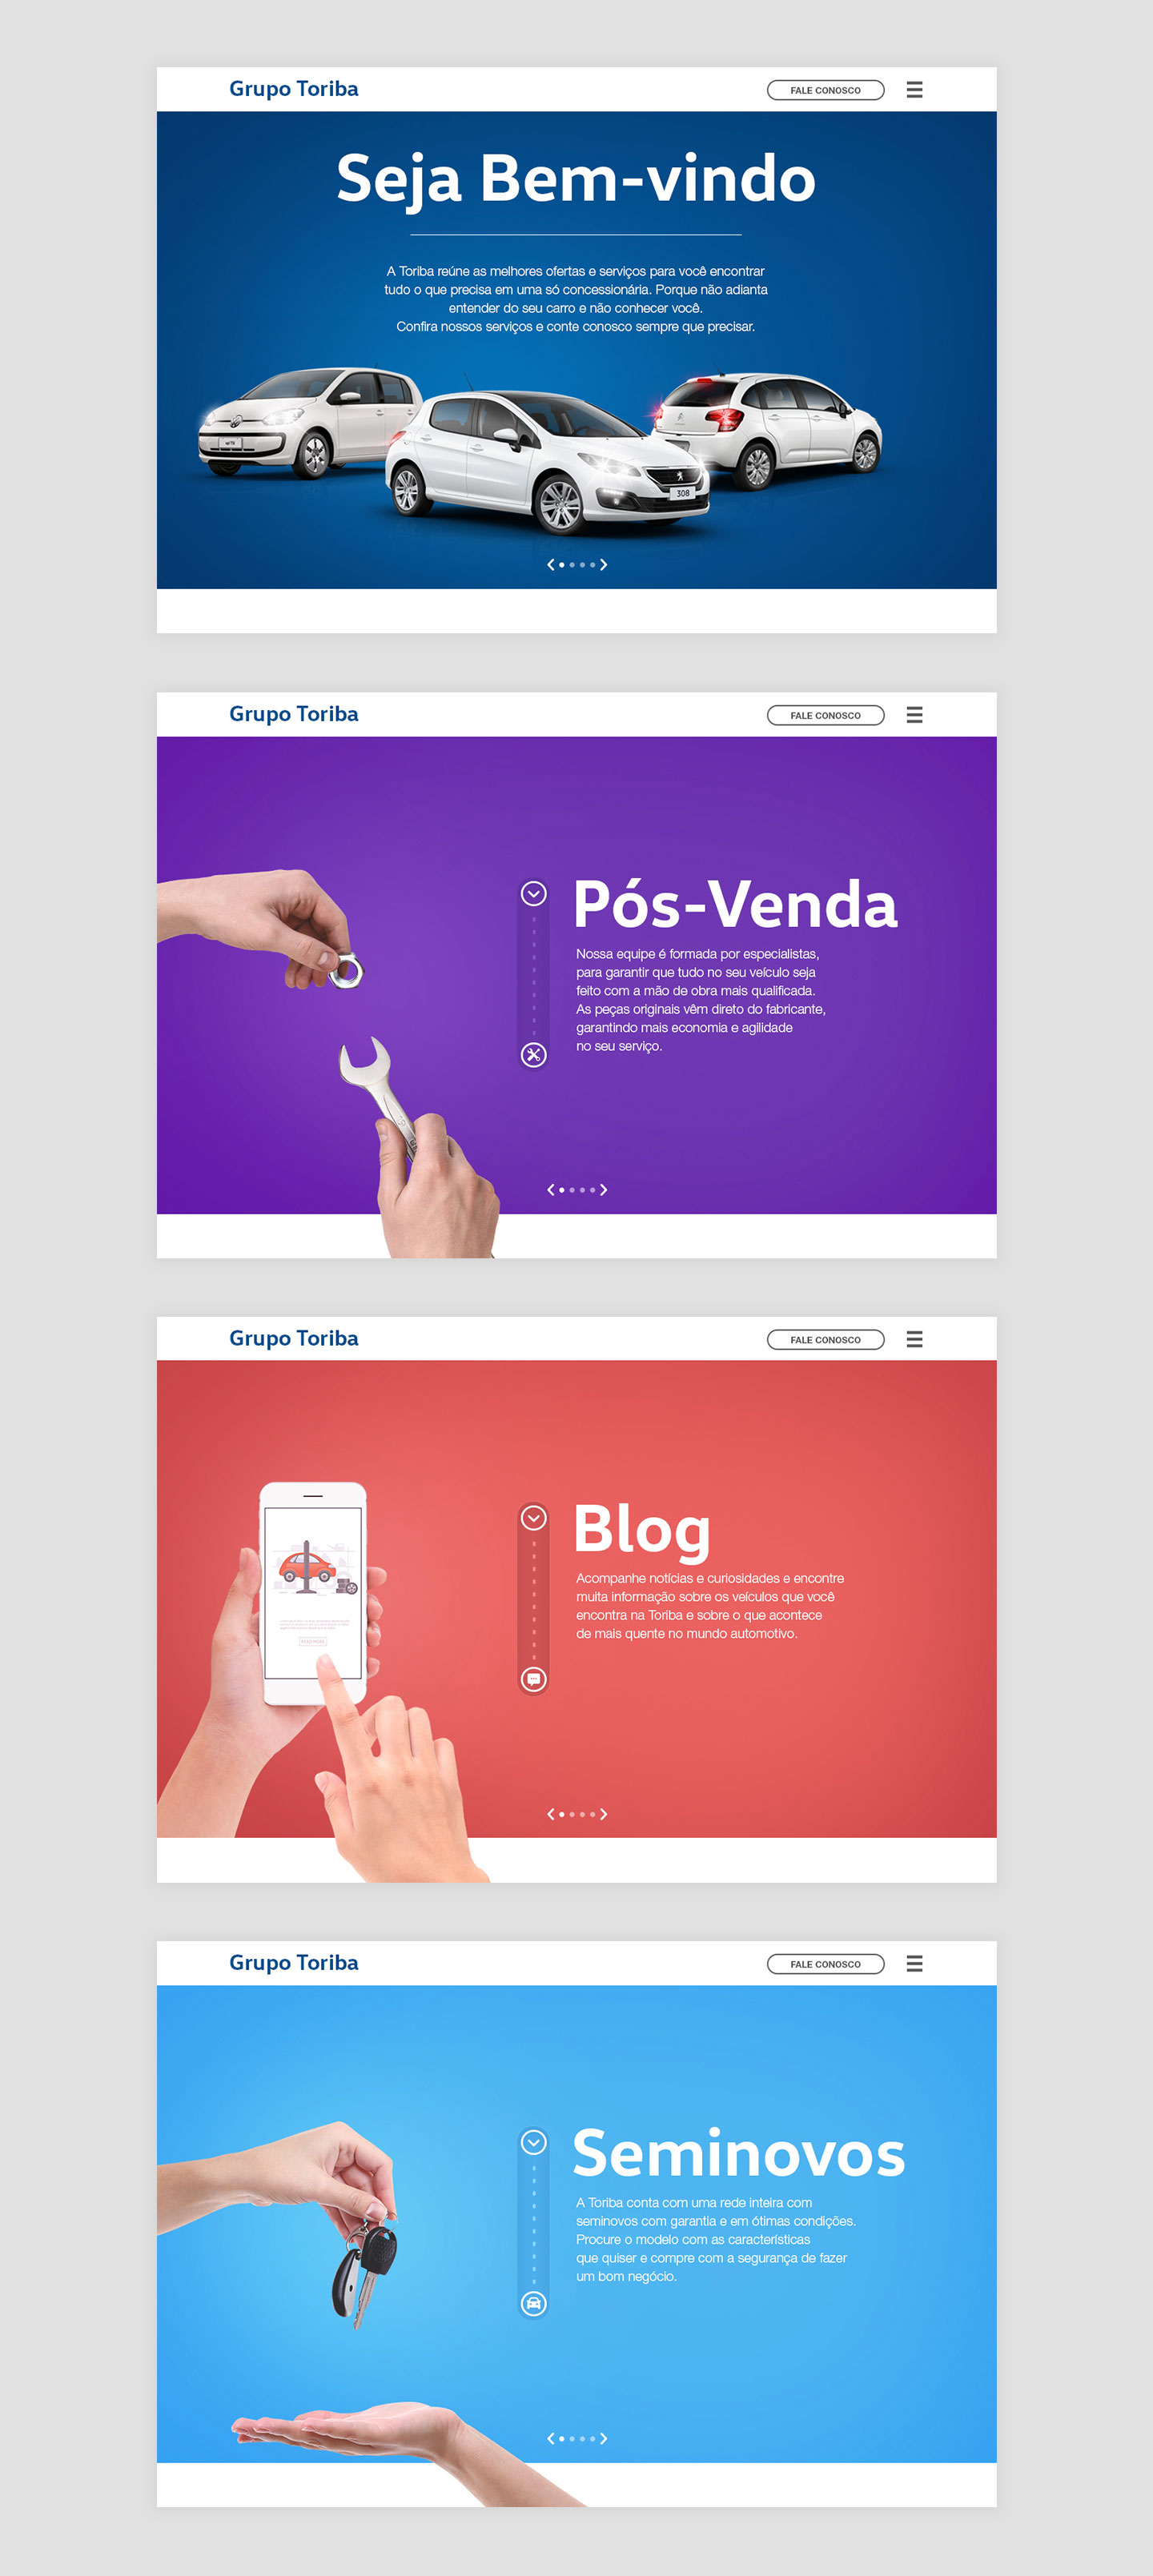 Grupo Toriba
FALE CONOSCO
Seja Bem-vindo
A Toriba reúne as melhores ofertas e serviços para você encontrar
tudo o que precisa em uma só concessionária. Porque não adianta
entender do seu carro e não conhecer você.
Confira nossos serviços e conte conosco sempre que precisar.
308
Grupo Toriba
FALE CONOSCO
Pós-Venda
Nossa equipe é formada por especialistas,
para garantir que tudo no seu veículo seja
feito com a mão de obra mais qualificada.
As peças originais vêm direto do fabricante,
garantindo mais economia e agilidade
no seu serviço.
Grupo Toriba
FALE CONOSCO
Blog
Acompanhe notícias e curiosidades e encontre
muita informação sobre os veículos que você
encontra na Toriba e sobre o que acontece
de mais quente no mundo automotivo.
READ MORE
Grupo Toriba
FALE CONOSCO
Seminovos
A Toriba conta com uma rede inteira com
seminovos com garantia e em ótimas condições.
Procure o modelo com as características
que quiser e compre com a segurança de fazer
um bom negócio.